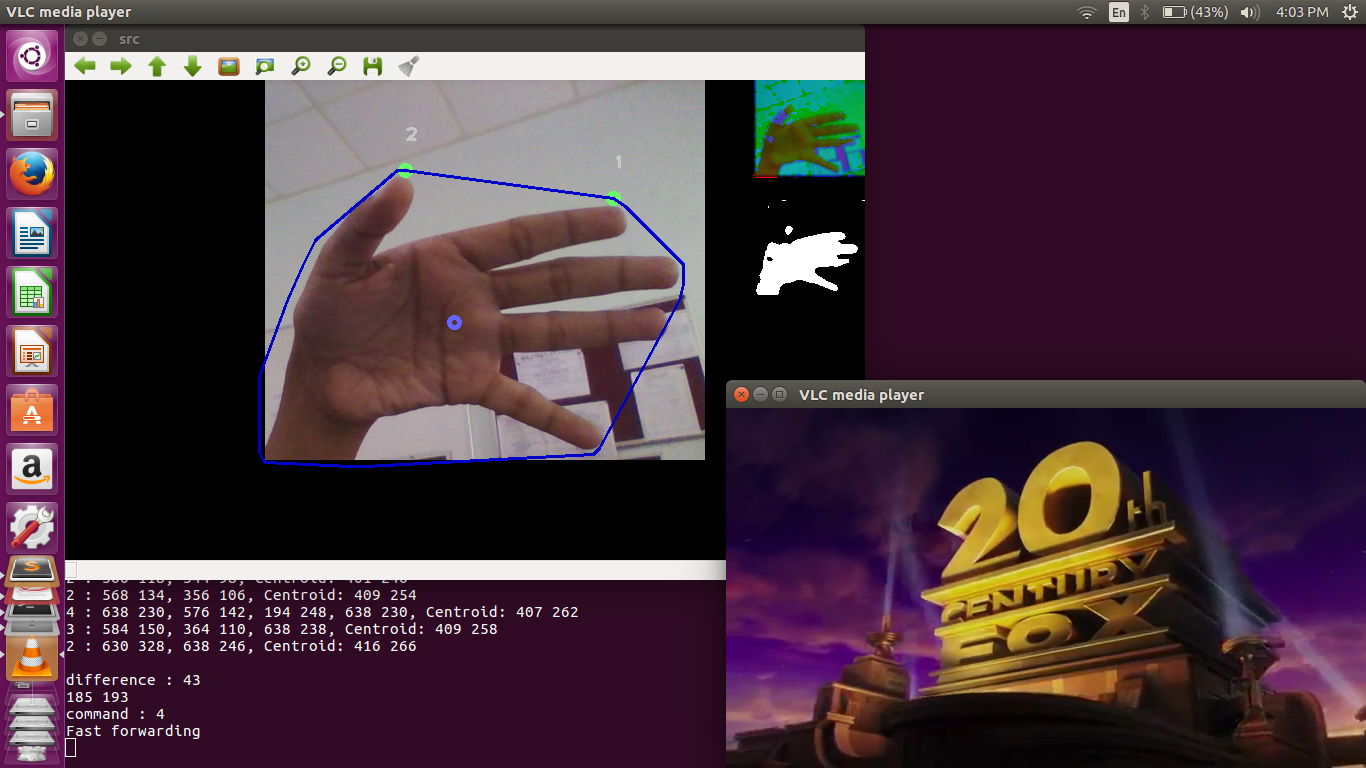 VLC media player
En
(43%)
4:03 PM
src
2
1
2 : 568 134, 356 106, Centroid: 409 254
4 : 638 230, 576 142, 194 248, 638 230, Centroid: 407 262
3 : 584 150, 364 110, 638 238, Centroid: 409 258
2 : 630 328, 638 246, Centroid: 416 266
difference : 43
185 193
command : 4
Fast forwarding
VLC media player
20th
CENTURY
FOX